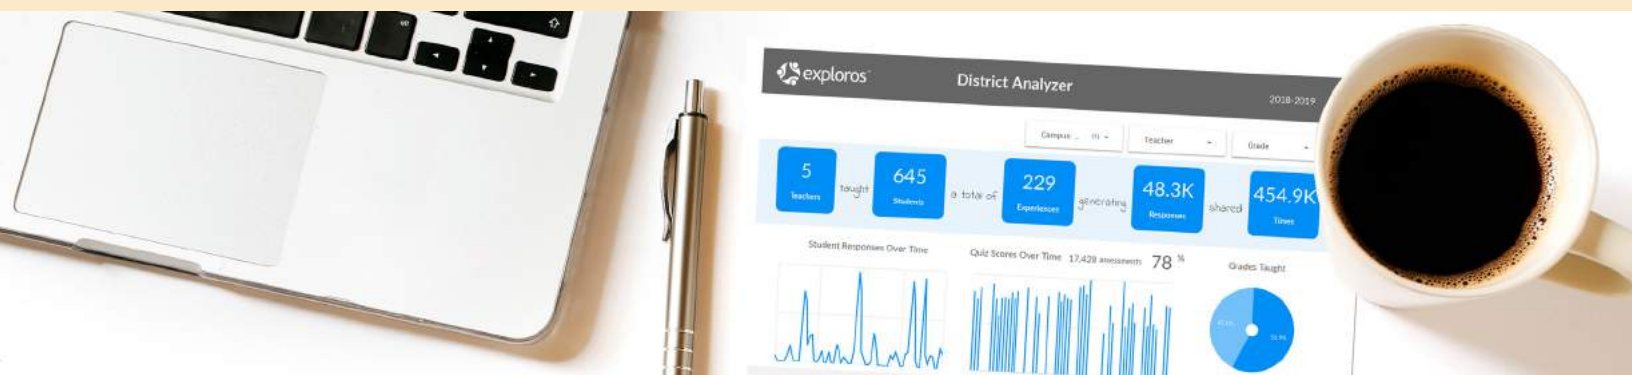 exploros
District Analyzer
2018-2019
Campus ... (1)
Teacher
Grade
5
Teachers
taught
645
Students
a total of
229
Experiences
generating
48.3K
Responses
shared
454.9K
Times
Student Responses Over Time
Quiz Scores Over Time 17,428 assessments 78 %
Grades Taught